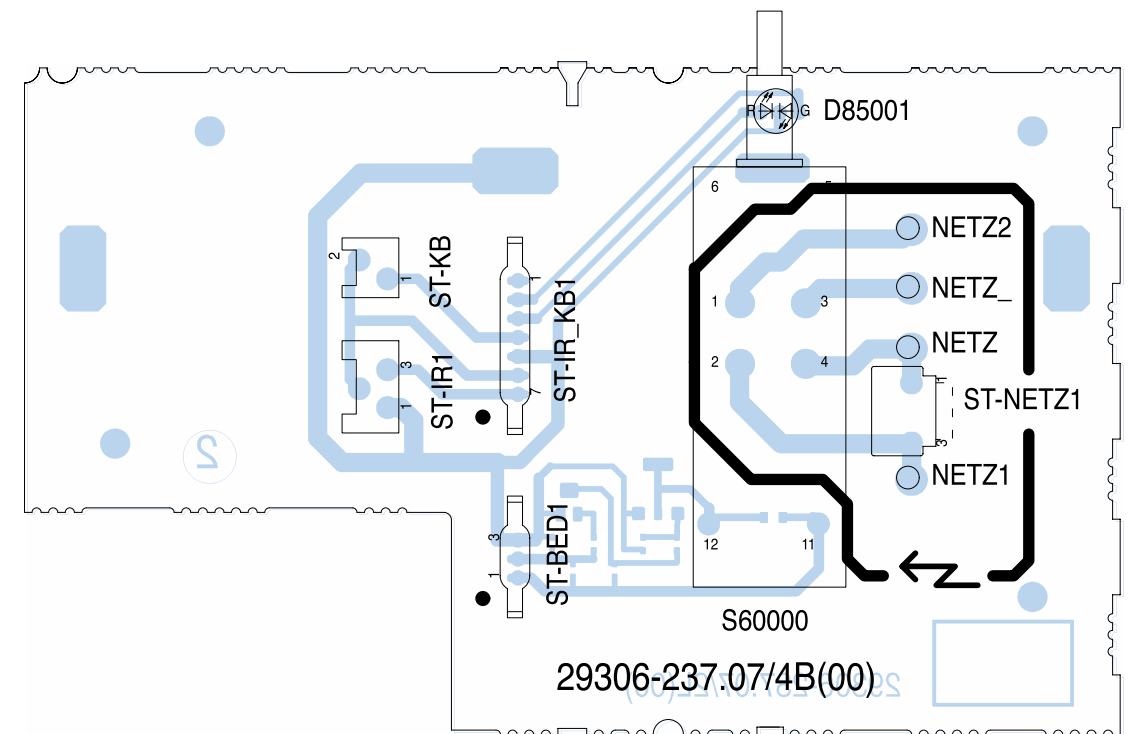 R G D85001
6 5
NETZ2
2 ST-KB 1
1 ST-IR_KB1 7
1 3
NETZ_
NETZ
2 4
3 ST-IR1 1
1 ST-NETZ1 3
2
NETZ1
3 ST-BED1 1
12 11
S60000
29306-237.07/4B(00)